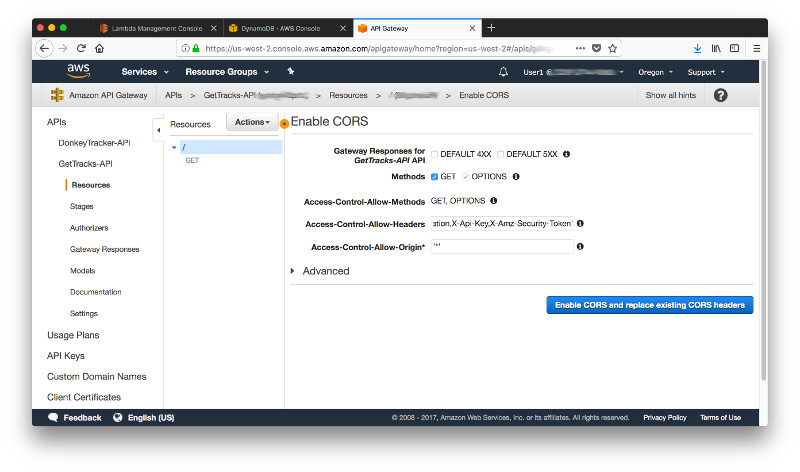 Lambda Management Console
DynamoDB - AWS Console
API Gateway
https://us-west-2.console.aws.amazon.com/apigateway/home?region=us-west-2#/apis/
aws
Services
Resource Groups
User1 @
Oregon
Support
Amazon API Gateway
APIs > GetTracks-API > Resources > / > Enable CORS
Show all hints
APIs
DonkeyTracker-API
GetTracks-API
Resources
Stages
Authorizers
Gateway Responses
Models
Documentation
Settings
Usage Plans
API Keys
Custom Domain Names
Client Certificates
Resources
Actions
/
GET
Enable CORS
Gateway Responses for GetTracks-API API
DEFAULT 4XX DEFAULT 5XX
Methods GET OPTIONS
Access-Control-Allow-Methods GET, OPTIONS
Access-Control-Allow-Headers ation,X-Api-Key,X-Amz-Security-Token'
Access-Control-Allow-Origin* '*'
Advanced
Enable CORS and replace existing CORS headers
Feedback
English (US)
© 2008 - 2017, Amazon Web Services, Inc. or its affiliates. All rights reserved.
Privacy Policy
Terms of Use